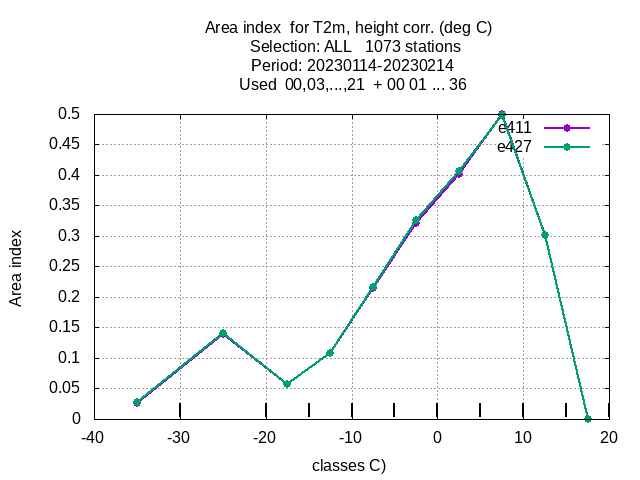 Area index  for T2m, height corr. (deg C)
Selection: ALL   1073 stations
Period: 20230114-20230214
Used  00,03,...,21  + 00 01 ... 36
0.5
0.45
0.4
0.35
0.3
0.25
0.2
0.15
0.1
0.05
0
Area index
e411
e427
-40 -30 -20 -10 0 10 20
classes C)